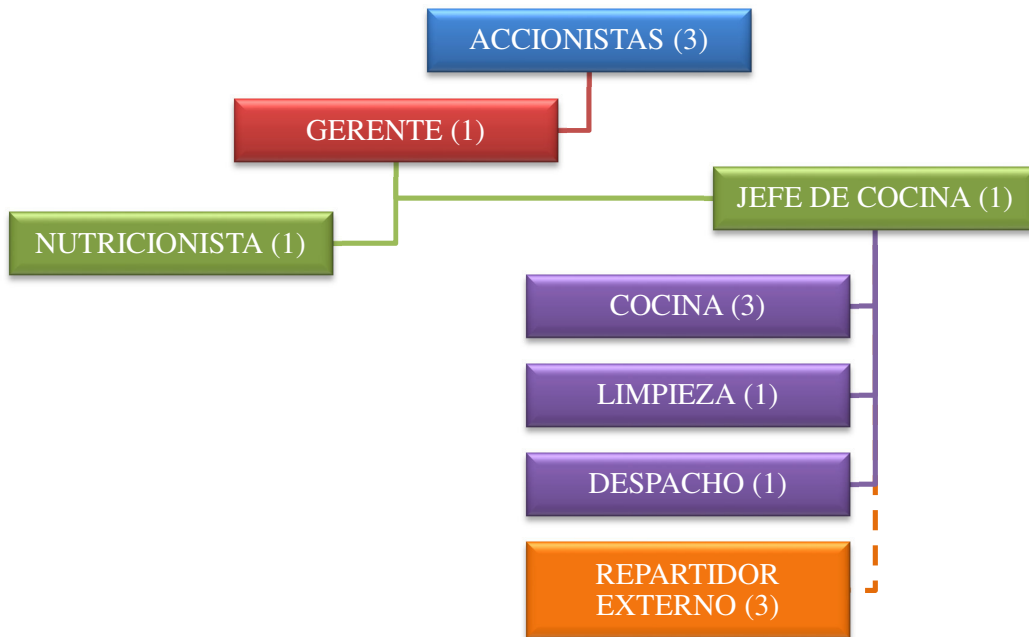 ACCIONISTAS (3)
GERENTE (1)
JEFE DE COCINA (1)
NUTRICIONISTA (1)
COCINA (3)
LIMPIEZA (1)
DESPACHO (1)
REPARTIDOR
EXTERNO (3)